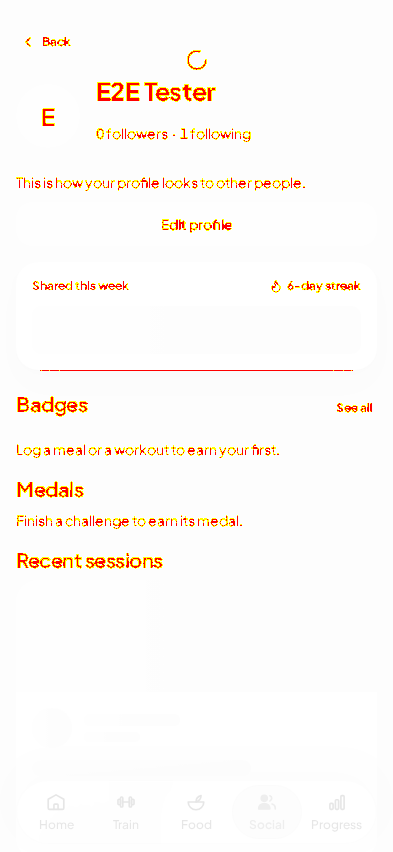 Back
E2E Tester
E
0 followers · 1 following
This is how your profile looks to other people.
Edit profile
Shared this week
6-day streak
Badges
See all
Log a meal or a workout to earn your first.
Medals
Finish a challenge to earn its medal.
Recent sessions
Home
Train
Food
Social
Progress